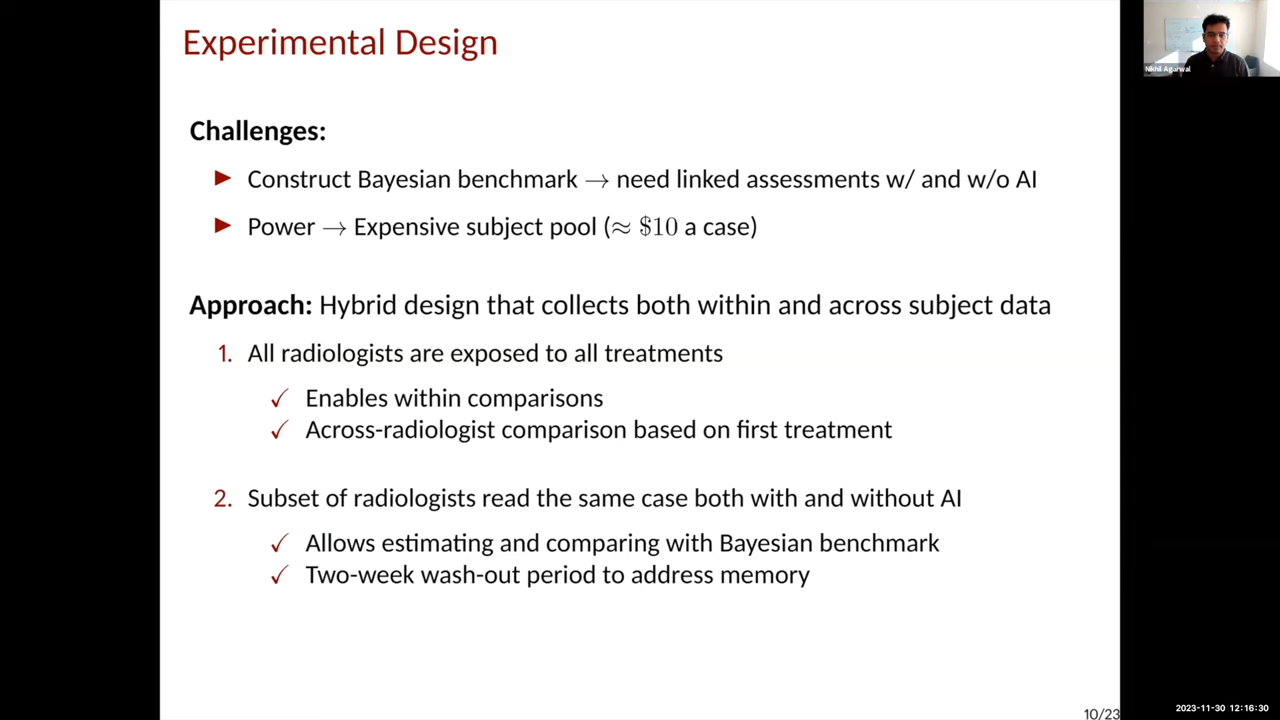 Experimental Design
Nikhil Agarwal
Challenges:
► Construct Bayesian benchmark → need linked assessments w/ and w/o AI
► Power → Expensive subject pool (≈ $10 a case)
Approach: Hybrid design that collects both within and across subject data
1. All radiologists are exposed to all treatments
✓ Enables within comparisons
✓ Across-radiologist comparison based on first treatment
2. Subset of radiologists read the same case both with and without AI
✓ Allows estimating and comparing with Bayesian benchmark
✓ Two-week wash-out period to address memory
10/23
2023-11-30 12:16:30